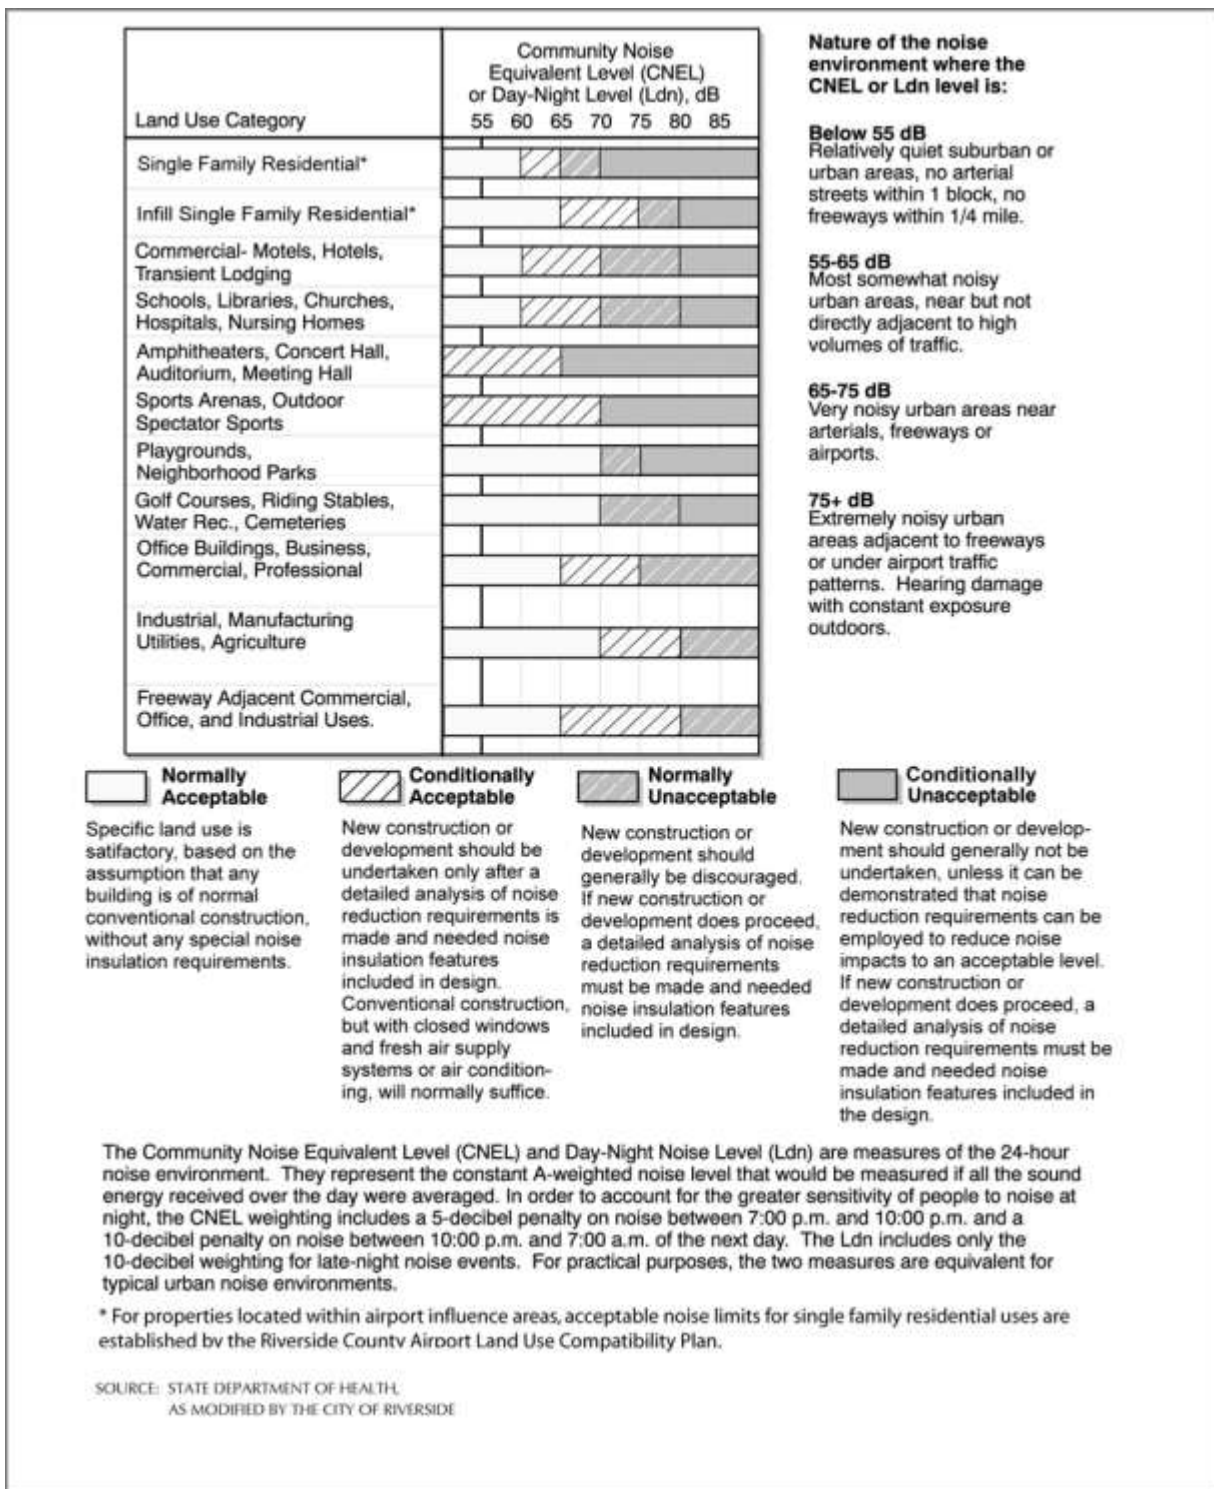 Community Noise
Equivalent Level (CNEL)
or Day-Night Level (Ldn), dB
Land Use Category
55 60 65 70 75 80 85
Single Family Residential*
Infill Single Family Residential*
Commercial- Motels, Hotels,
Transient Lodging
Schools, Libraries, Churches,
Hospitals, Nursing Homes
Amphitheaters, Concert Hall,
Auditorium, Meeting Hall
Sports Arenas, Outdoor
Spectator Sports
Playgrounds,
Neighborhood Parks
Golf Courses, Riding Stables,
Water Rec., Cemeteries
Office Buildings, Business,
Commercial, Professional
Industrial, Manufacturing
Utilities, Agriculture
Freeway Adjacent Commercial,
Office, and Industrial Uses.
Nature of the noise
environment where the
CNEL or Ldn level is:
Below 55 dB
Relatively quiet suburban or
urban areas, no arterial
streets within 1 block, no
freeways within 1/4 mile.
55-65 dB
Most somewhat noisy
urban areas, near but not
directly adjacent to high
volumes of traffic.
65-75 dB
Very noisy urban areas near
arterials, freeways or
airports.
75+ dB
Extremely noisy urban
areas adjacent to freeways
or under airport traffic
patterns. Hearing damage
with constant exposure
outdoors.
Normally
Acceptable
Specific land use is
satifactory, based on the
assumption that any
building is of normal
conventional construction,
without any special noise
insulation requirements.
Conditionally
Acceptable
New construction or
development should be
undertaken only after a
detailed analysis of noise
reduction requirements is
made and needed noise
insulation features
included in design.
Conventional construction,
but with closed windows
and fresh air supply
systems or air condition-
ing, will normally suffice.
Normally
Unacceptable
New construction or
development should
generally be discouraged.
If new construction or
development does proceed,
a detailed analysis of noise
reduction requirements
must be made and needed
noise insulation features
included in design.
Conditionally
Unacceptable
New construction or develop-
ment should generally not be
undertaken, unless it can be
demonstrated that noise
reduction requirements can be
employed to reduce noise
impacts to an acceptable level.
If new construction or
development does proceed, a
detailed analysis of noise
reduction requirements must be
made and needed noise
insulation features included in
the design.
The Community Noise Equivalent Level (CNEL) and Day-Night Noise Level (Ldn) are measures of the 24-hour
noise environment. They represent the constant A-weighted noise level that would be measured if all the sound
energy received over the day were averaged. In order to account for the greater sensitivity of people to noise at
night, the CNEL weighting includes a 5-decibel penalty on noise between 7:00 p.m. and 10:00 p.m. and a
10-decibel penalty on noise between 10:00 p.m. and 7:00 a.m. of the next day. The Ldn includes only the
10-decibel weighting for late-night noise events. For practical purposes, the two measures are equivalent for
typical urban noise environments.
* For properties located within airport influence areas, acceptable noise limits for single family residential uses are
established by the Riverside County Airport Land Use Compatibility Plan.
SOURCE: STATE DEPARTMENT OF HEALTH,
AS MODIFIED BY THE CITY OF RIVERSIDE